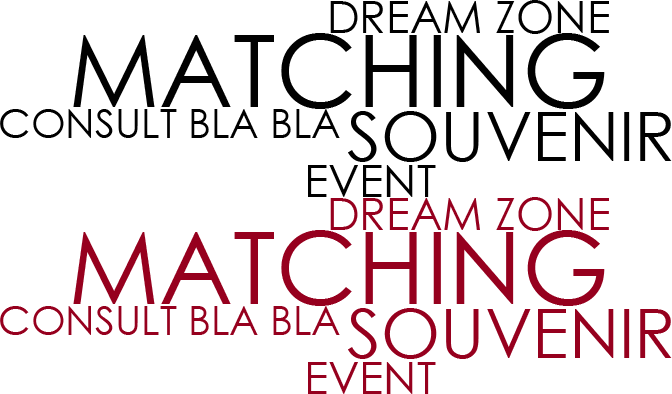 DREAM ZONE
MATCHING
CONSULT BLA BLA SOUVENIR
EVENT
DREAM ZONE
MATCHING
CONSULT BLA BLA SOUVENIR
EVENT